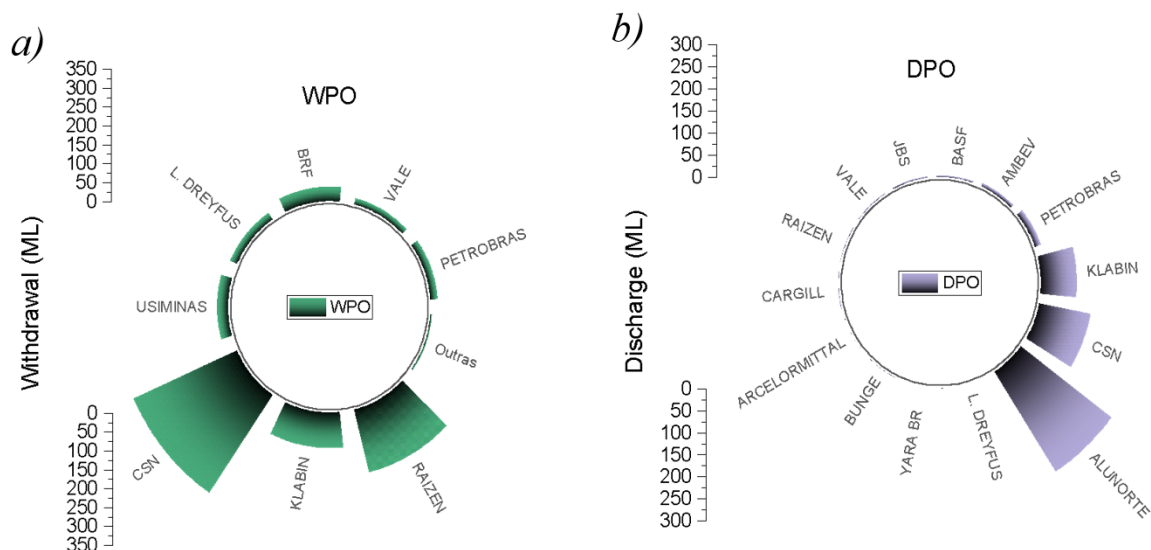 a)
350
300
250
200
150
100
50
0
Withdrawal (ML)
0
50
100
150
200
250
300
350
WPO
BRF
VALE
L. DREYFUS
PETROBRAS
USIMINAS
WPO
Outras
CSN
KLABIN
RAIZEN
b)
300
250
200
150
100
50
0
Discharge (ML)
0
50
100
150
200
250
300
DPO
JBS
BASF
AMBEV
VALE
PETROBRAS
RAIZEN
KLABIN
CARGILL
DPO
CSN
ARCELORMITTAL
BUNGE
YARA BR
L. DREYFUS
ALUNORTE